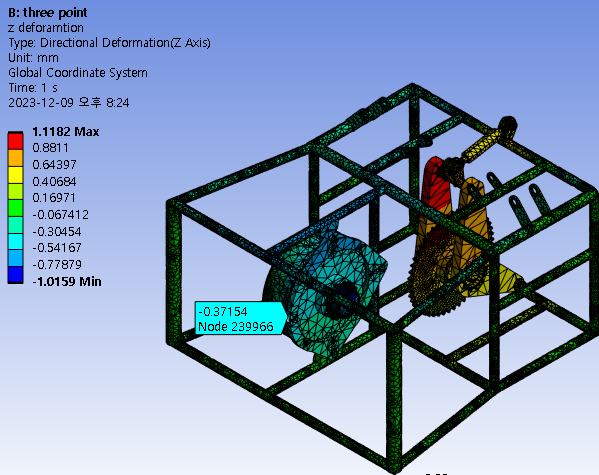 B: three point
z deforamtion
Type: Directional Deformation(Z Axis)
Unit: mm
Global Coordinate System
Time: 1 s
2023-12-09 오후 8:24
1.1182 Max
0.8811
0.64397
0.40684
0.16971
-0.067412
-0.30454
-0.54167
-0.77879
-1.0159 Min
-0.37154
Node 239966